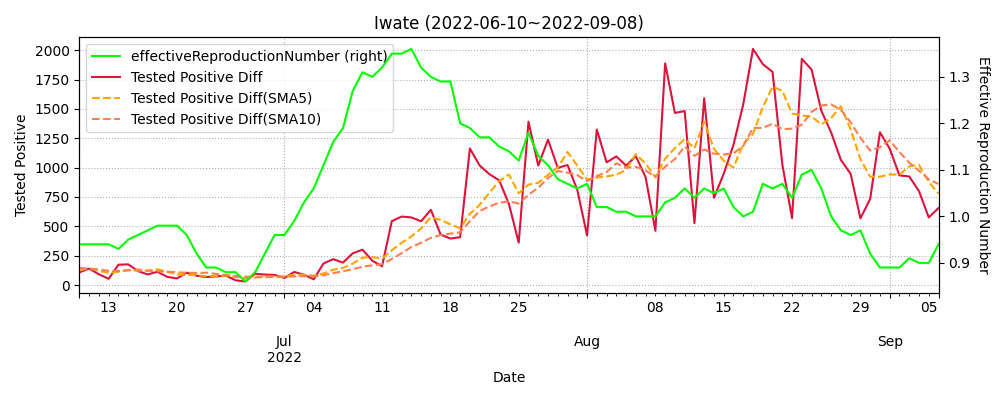 Iwate (2022-06-10~2022-09-08)
effectiveReproductionNumber (right)
Tested Positive Diff
Tested Positive Diff(SMA5)
Tested Positive Diff(SMA10)
Tested Positive
2000
1750
1500
1250
1000
750
500
250
0
Effective Reproduction Number
1.3
1.2
1.1
1.0
0.9
13 20 27 04 11 18 25 08 15 22 29 05
Jul Aug Sep
2022
Date